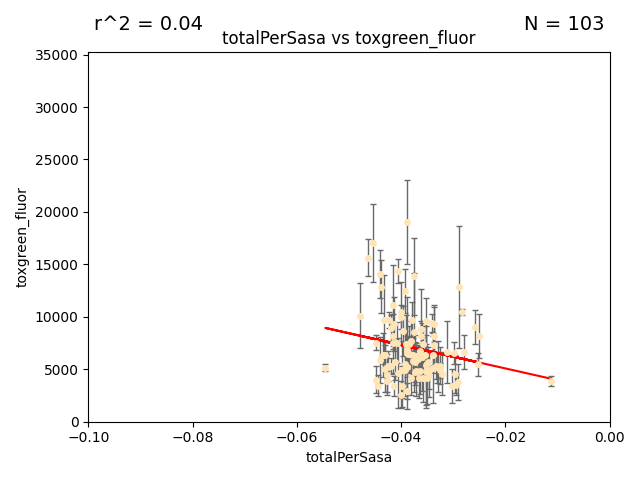 r^2 = 0.04
N = 103
totalPerSasa vs toxgreen_fluor
35000
30000
25000
20000
15000
10000
5000
0
toxgreen_fluor
−0.10
−0.08
−0.06
−0.04
−0.02
0.00
totalPerSasa